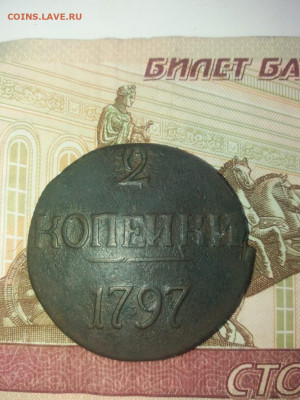 COINS.LAVE.RU
БИЛЕТ БА
2
КОПЕЙКИ
1797
СТО